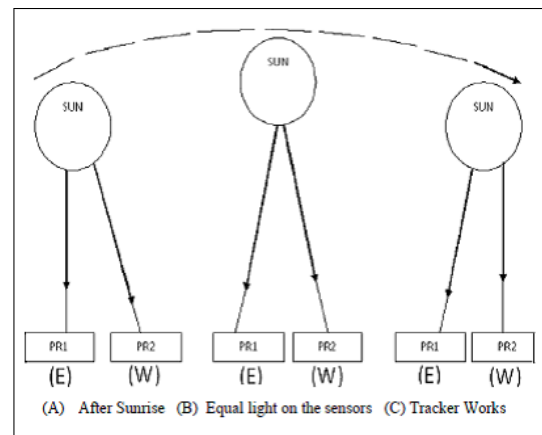 SUN SUN SUN
PR1 PR2 PR1 PR2 PR1 PR2
(E) (W) (E) (W) (E) (W)
(A) After Sunrise (B) Equal light on the sensors (C) Tracker Works